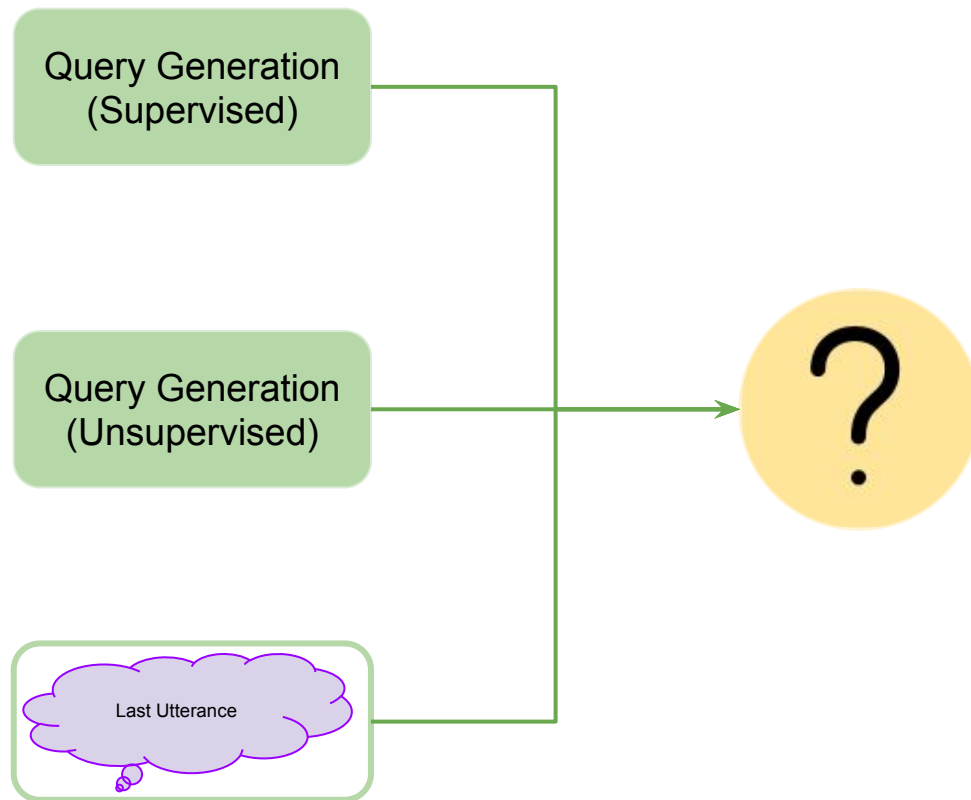 Query Generation
(Supervised)
Query Generation
(Unsupervised)
?
Last Utterance